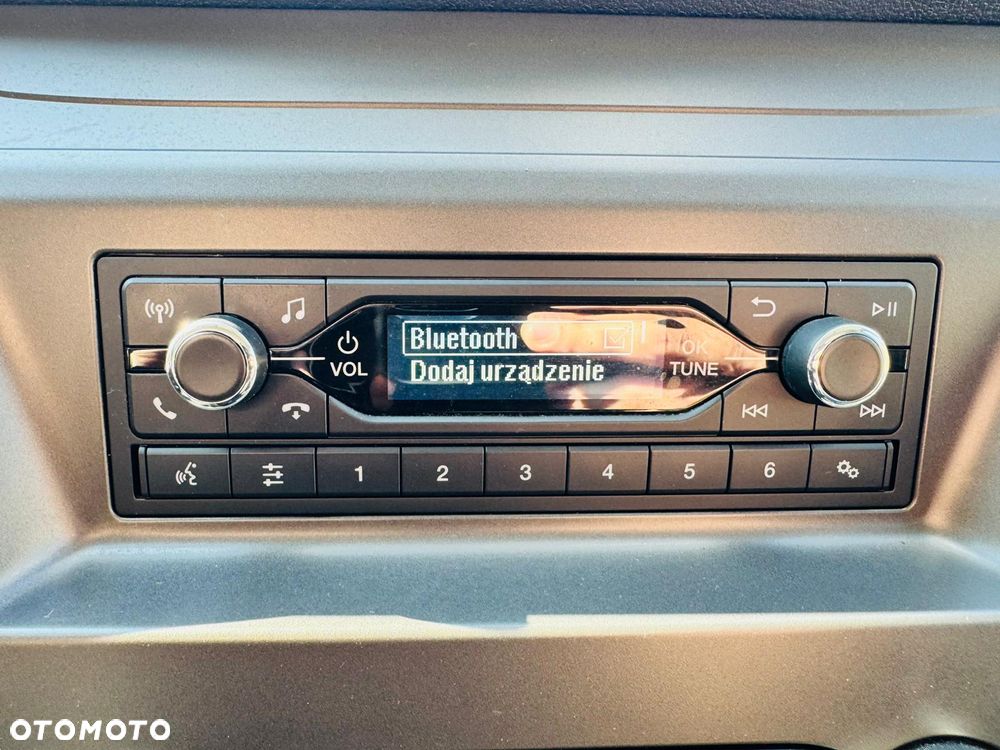 Bluetooth
Dodaj urządzenie
VOL
OK
TUNE
1 2 3 4 5 6
OTOMOTO